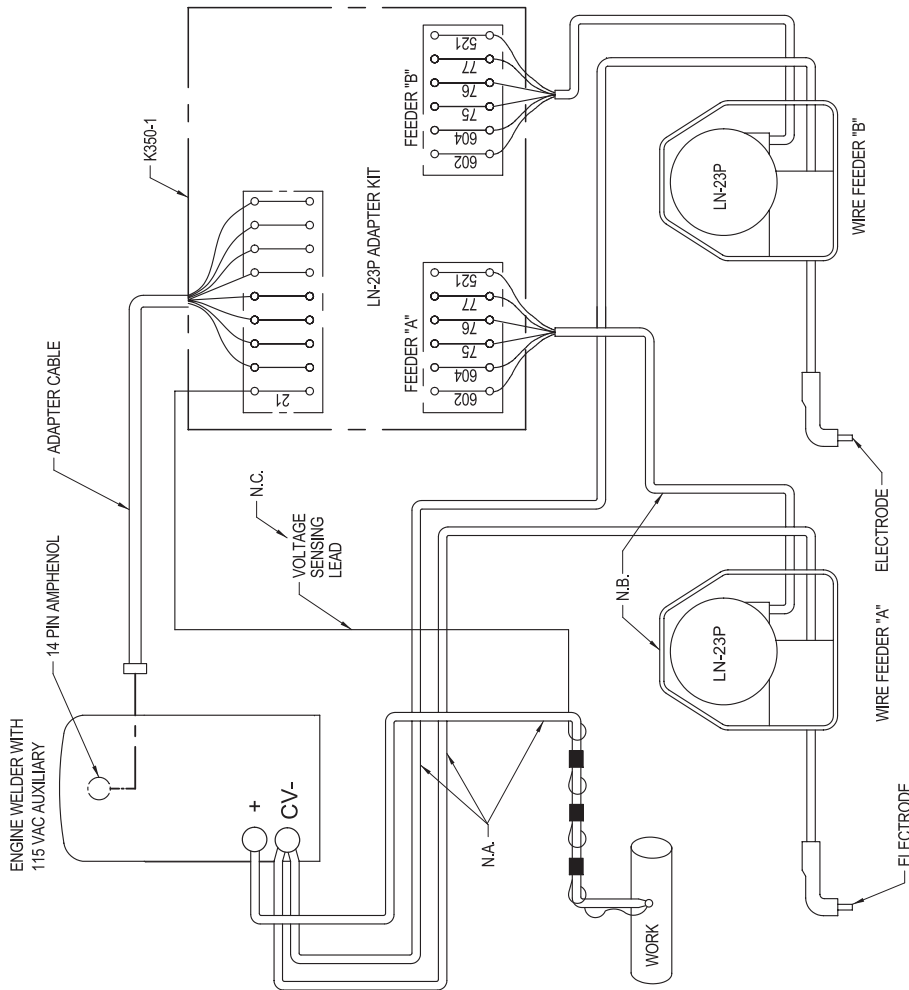 ENGINE WELDER WITH
115 VAC AUXILIARY
14 PIN AMPHENOL
ADAPTER CABLE
K350-1
+
CV-
N.C.
VOLTAGE
SENSING
LEAD
21
LN-23P ADAPTER KIT
FEEDER "A"
602
604
75
76
77
521
FEEDER "B"
602
604
75
76
77
521
N.A.
N.B.
WORK
LN-23P
WIRE FEEDER "A"
ELECTRODE
LN-23P
WIRE FEEDER "B"
ELECTRODE